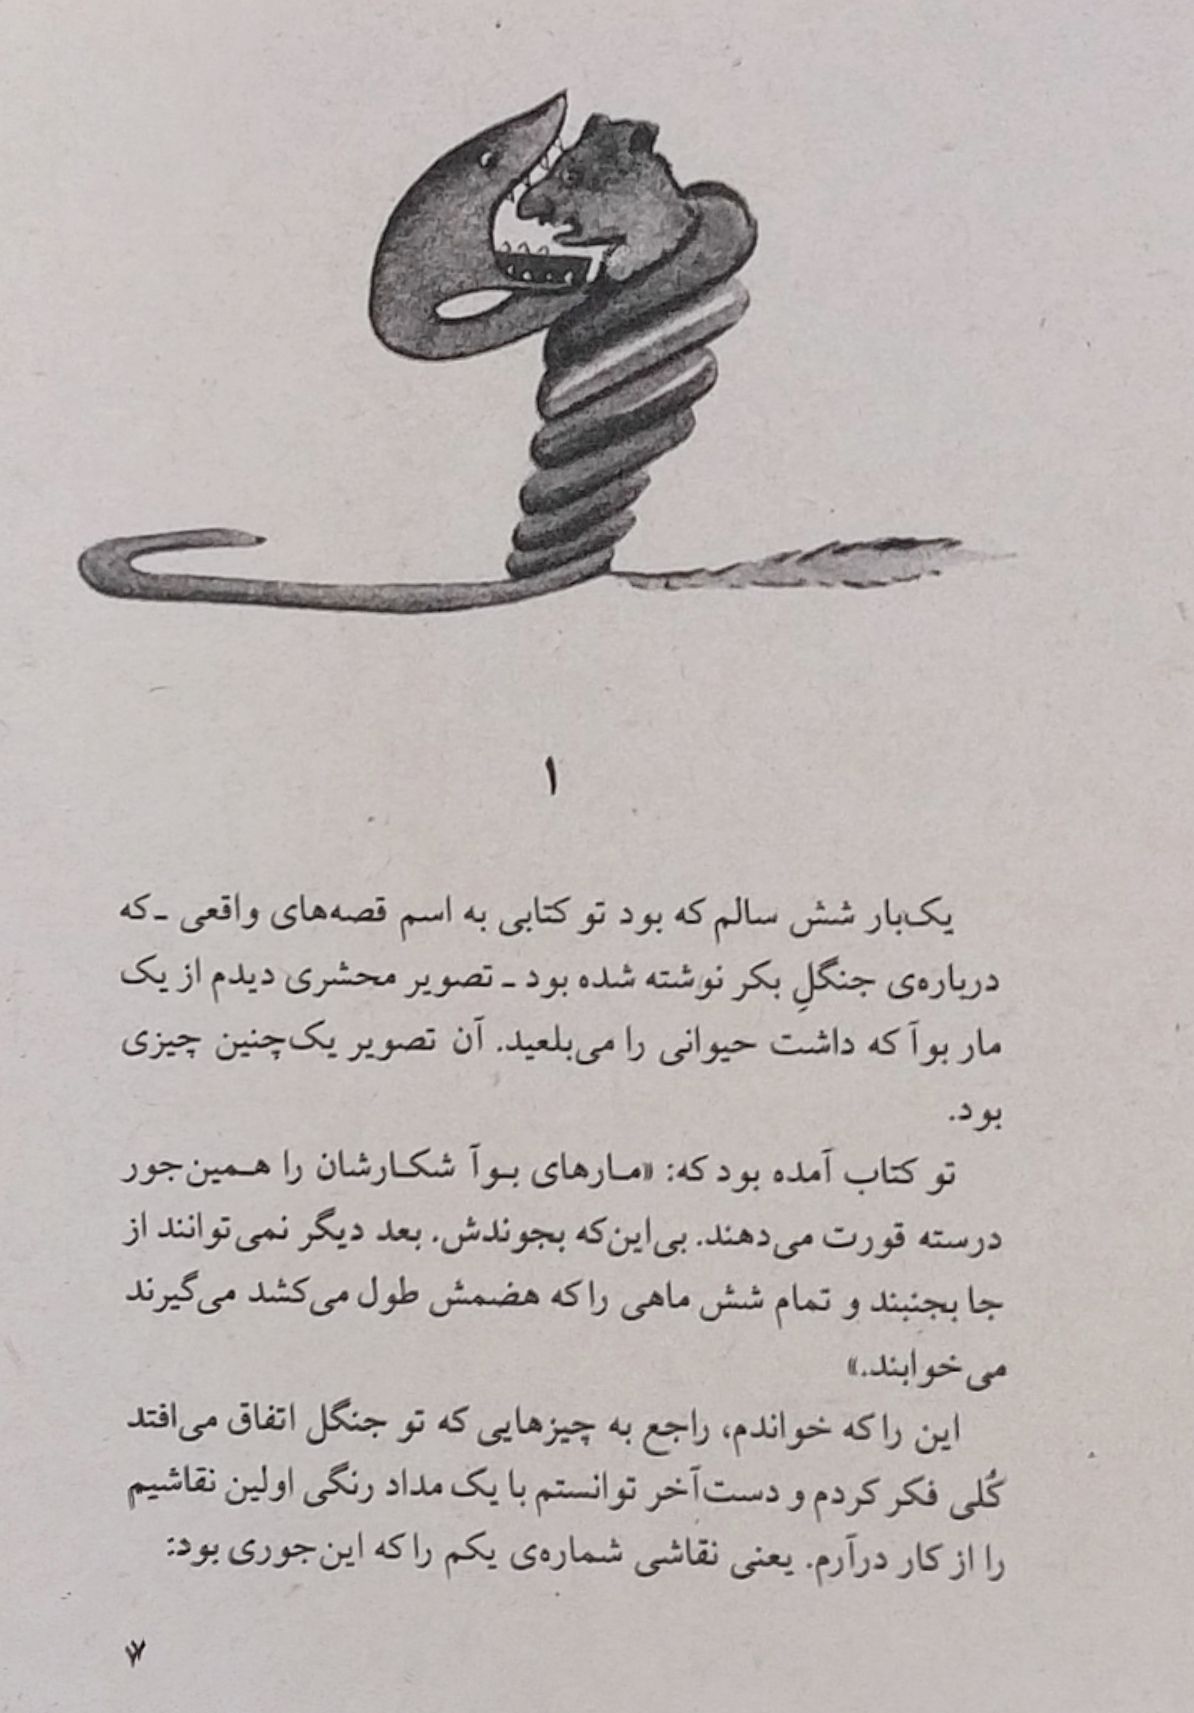 ۱
یک‌بار شش سالم که بود تو کتابی به اسم قصه‌های واقعی ـ‌که
درباره‌ی جنگلِ بکر نوشته شده بود ـ تصویر محشری دیدم از یک
مار بوآ که داشت حیوانی را می‌بلعید. آن تصویر یک‌چنین چیزی
بود.
تو کتاب آمده بود که: «مـارهای بـوآ شکـارشان را هـمین‌جور
درسته قورت می‌دهند. بی‌این‌که بجوندش. بعد دیگر نمی‌توانند از
جا بجنبند و تمام شش ماهی را که هضمش طول می‌کشد می‌گیرند
می‌خوابند.»
این را که خواندم، راجع به چیزهایی که تو جنگل اتفاق می‌افتد
کُلی فکر کردم و دست‌آخر توانستم با یک مداد رنگی اولین نقاشیم
را از کار درآرم. یعنی نقاشی شماره‌ی یکم را که این‌جوری بود: